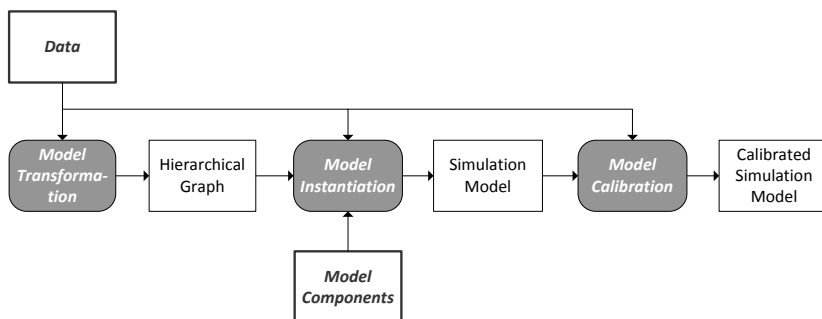 Data
Model
Transforma-
tion
Hierarchical
Graph
Model
Instantiation
Simulation
Model
Model
Calibration
Calibrated
Simulation
Model
Model
Components